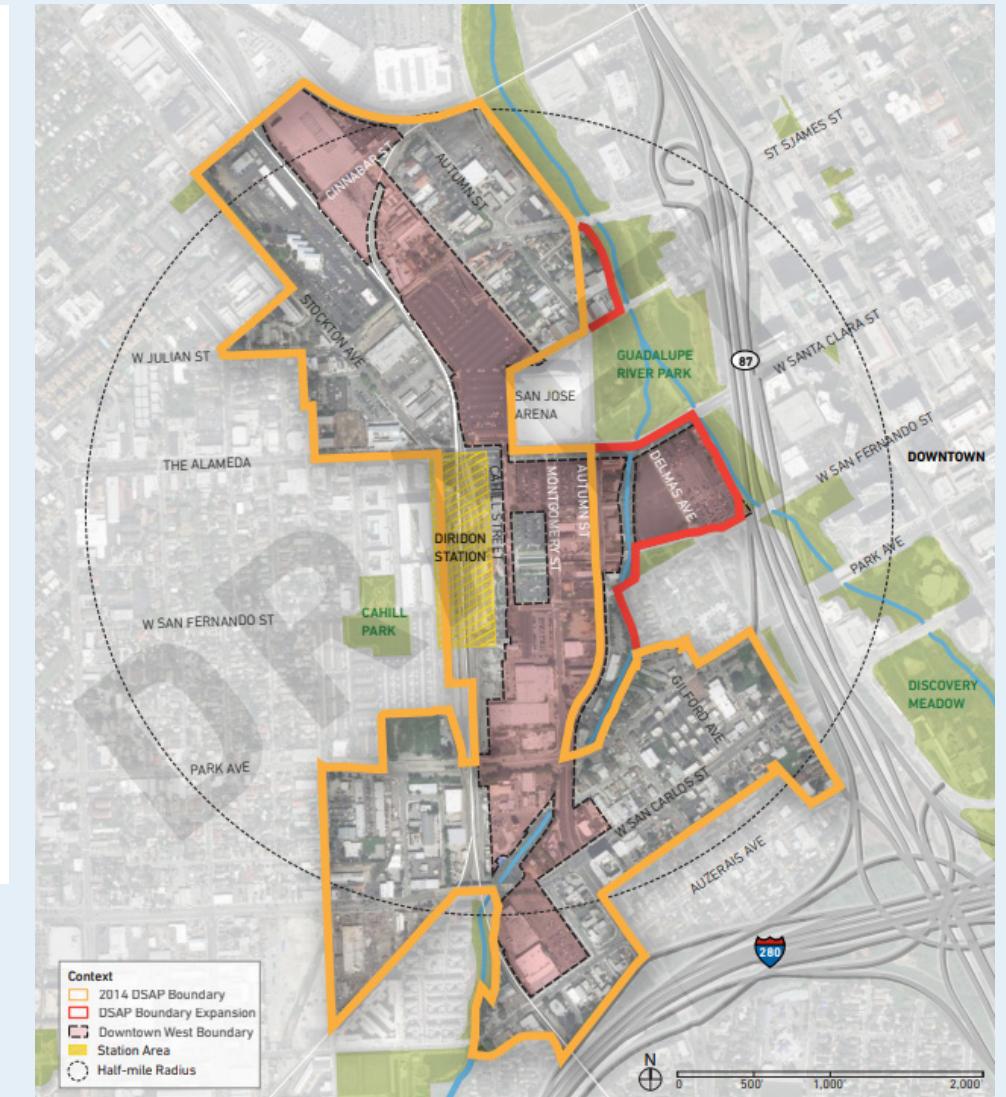 ST SJAMES ST
CINNABAR ST
AUTUMN ST
STOCKTON AVE
W JULIAN ST
GUADALUPE
RIVER PARK
87
W SANTA CLARA ST
SAN JOSE
ARENA
W SAN FERNANDO ST
DOWNTOWN
THE ALAMEDA
CAHILL STREET
MONTGOMERY ST
AUTUMN ST
DELMAS AVE
DIRIDON
STATION
PARK AVE
CAHILL
PARK
W SAN FERNANDO ST
DISCOVERY
MEADOW
GILFORD AVE
PARK AVE
W SAN CARLOS ST
AUZERAIS AVE
280
DR
Context
2014 DSAP Boundary
DSAP Boundary Expansion
Downtown West Boundary
Station Area
Half-mile Radius
N
0 500' 1,000' 2,000'